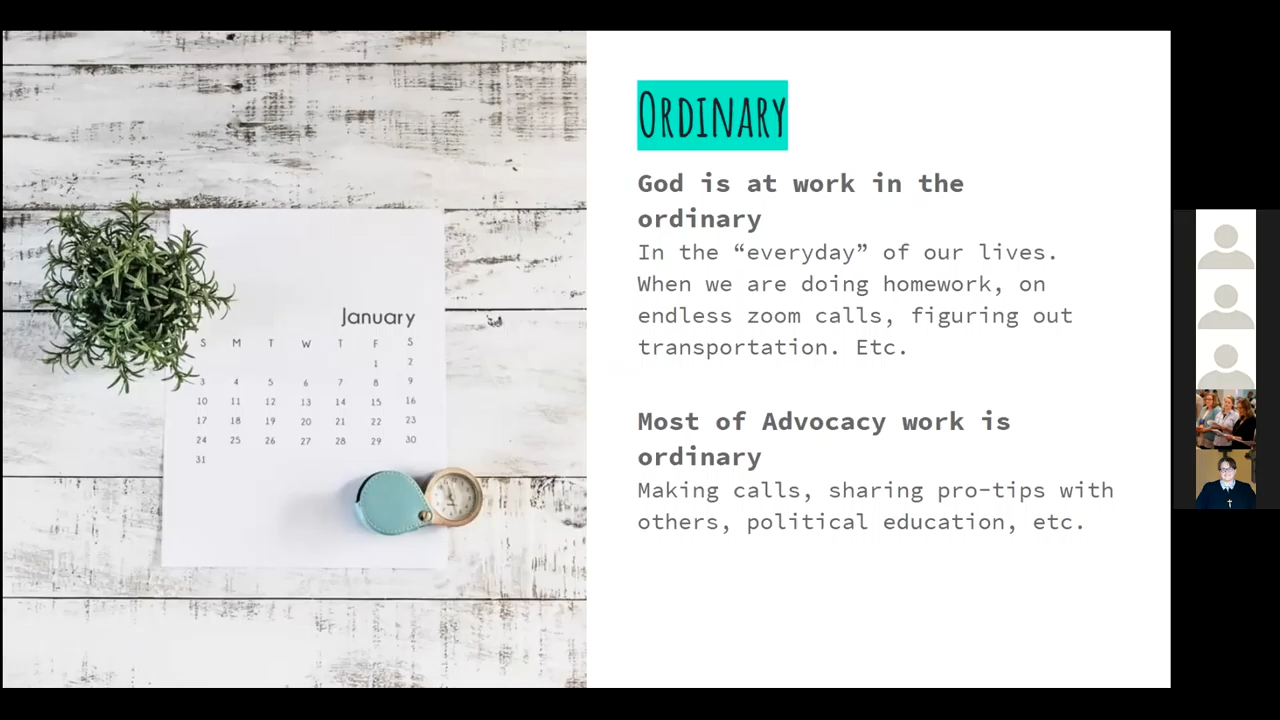 Ordinary
God is at work in the
ordinary
In the “everyday” of our lives.
When we are doing homework, on
endless zoom calls, figuring out
transportation. Etc.
Most of Advocacy work is
ordinary
Making calls, sharing pro-tips with
others, political education, etc.
January
S M T W T F S
1 2
3 4 5 6 7 8 9
10 11 12 13 14 15 16
17 18 19 20 21 22 23
24 25 26 27 28 29 30
31